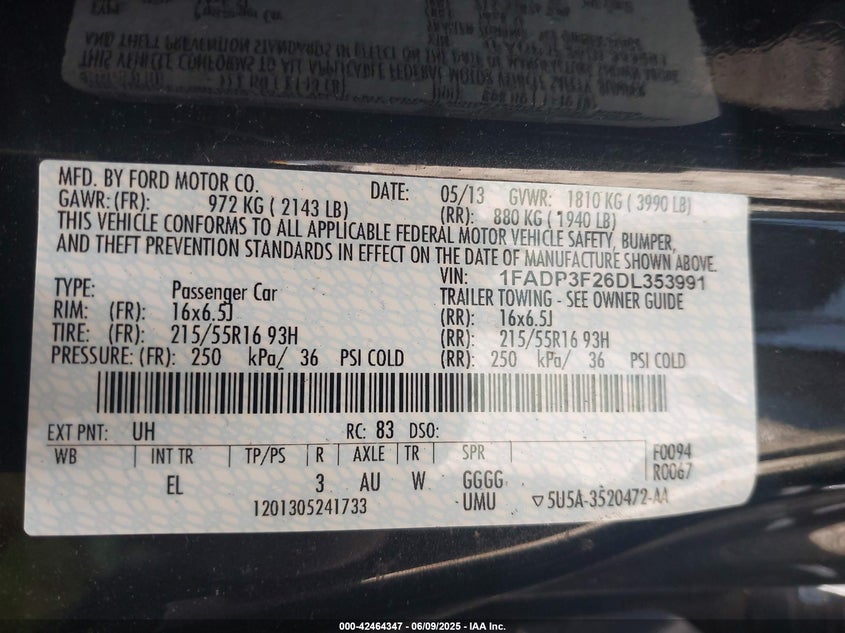 MFD. BY FORD MOTOR CO. DATE: 05/13 GVWR: 1810 KG ( 3990 LB)
GAWR:(FR): 972 KG ( 2143 LB) (RR): 880 KG ( 1940 LB)
THIS VEHICLE CONFORMS TO ALL APPLICABLE FEDERAL MOTOR VEHICLE SAFETY, BUMPER,
AND THEFT PREVENTION STANDARDS IN EFFECT ON THE DATE OF MANUFACTURE SHOWN ABOVE.
VIN: 1FADP3F26DL353991
TYPE: Passenger Car TRAILER TOWING - SEE OWNER GUIDE
RIM: (FR): 16x6.5J (RR): 16x6.5J
TIRE: (FR): 215/55R16 93H (RR): 215/55R16 93H
PRESSURE: (FR): 250 kPa/ 36 PSI COLD (RR): 250 kPa/ 36 PSI COLD
EXT PNT: UH RC: 83 DSO:
WB INT TR TP/PS R AXLE TR SPR F0094
R0067
EL 3 AU W GGGG
1201305241733 UMU ▽5U5A-3520472-AA
000-42464347 - 06/09/2025 - IAA Inc.